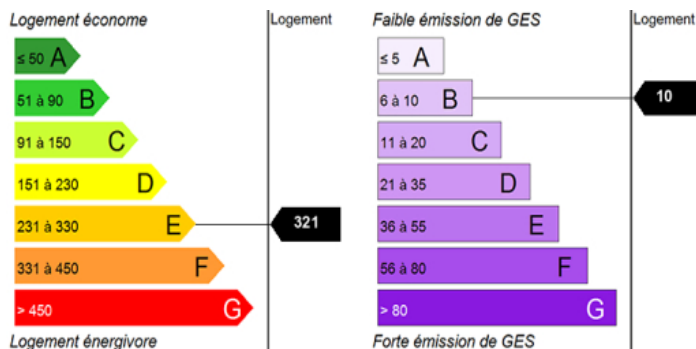 Logement économe
Logement
≤ 50 A
51 à 90 B
91 à 150 C
151 à 230 D
231 à 330 E
321
331 à 450 F
> 450 G
Logement énergivore
Faible émission de GES
Logement
≤ 5 A
6 à 10 B
10
11 à 20 C
21 à 35 D
36 à 55 E
56 à 80 F
> 80 G
Forte émission de GES